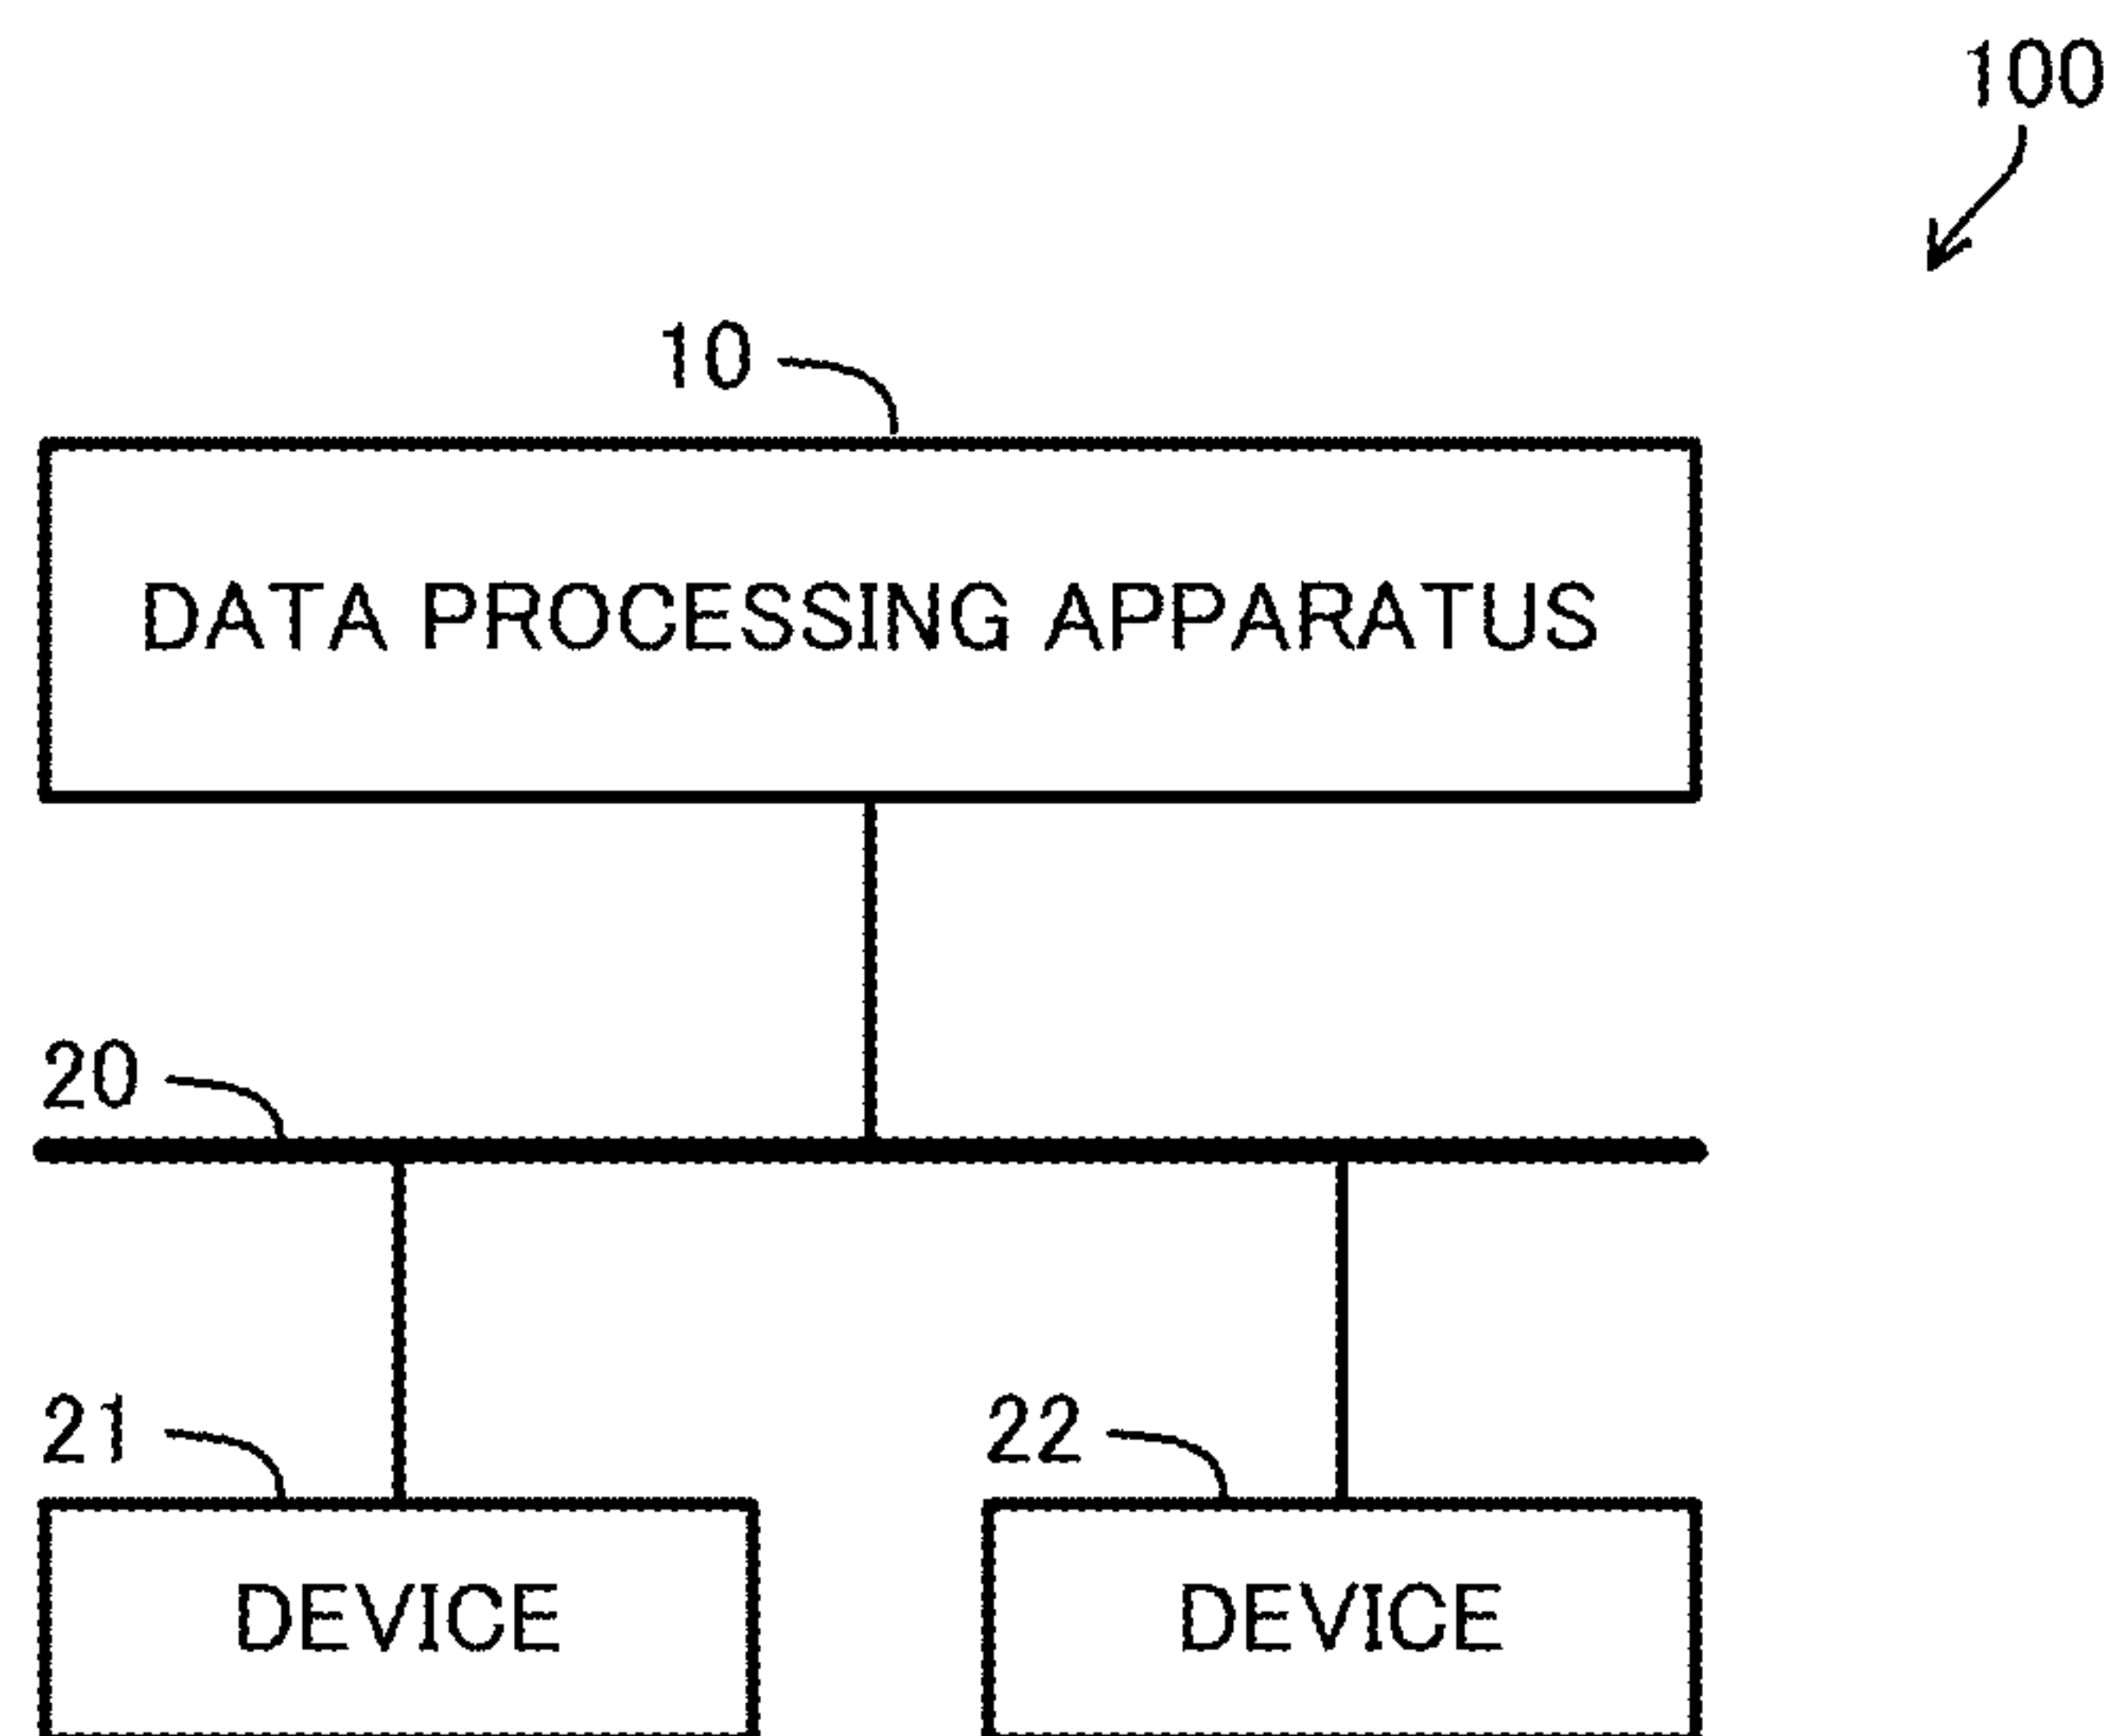 100
10
DATA PROCESSING APPARATUS
20
21
22
DEVICE
DEVICE